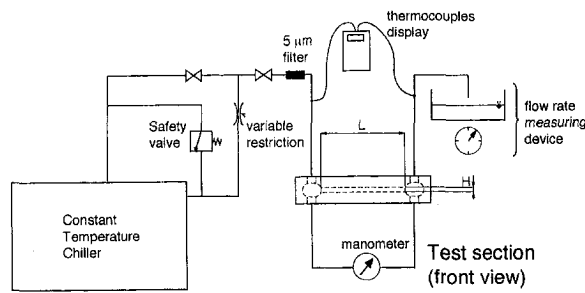 thermocouples
display
5 μm
filter
Safety
valve
variable
restriction
flow rate
measuring
device
L
H
Constant
Temperature
Chiller
manometer
Test section
(front view)